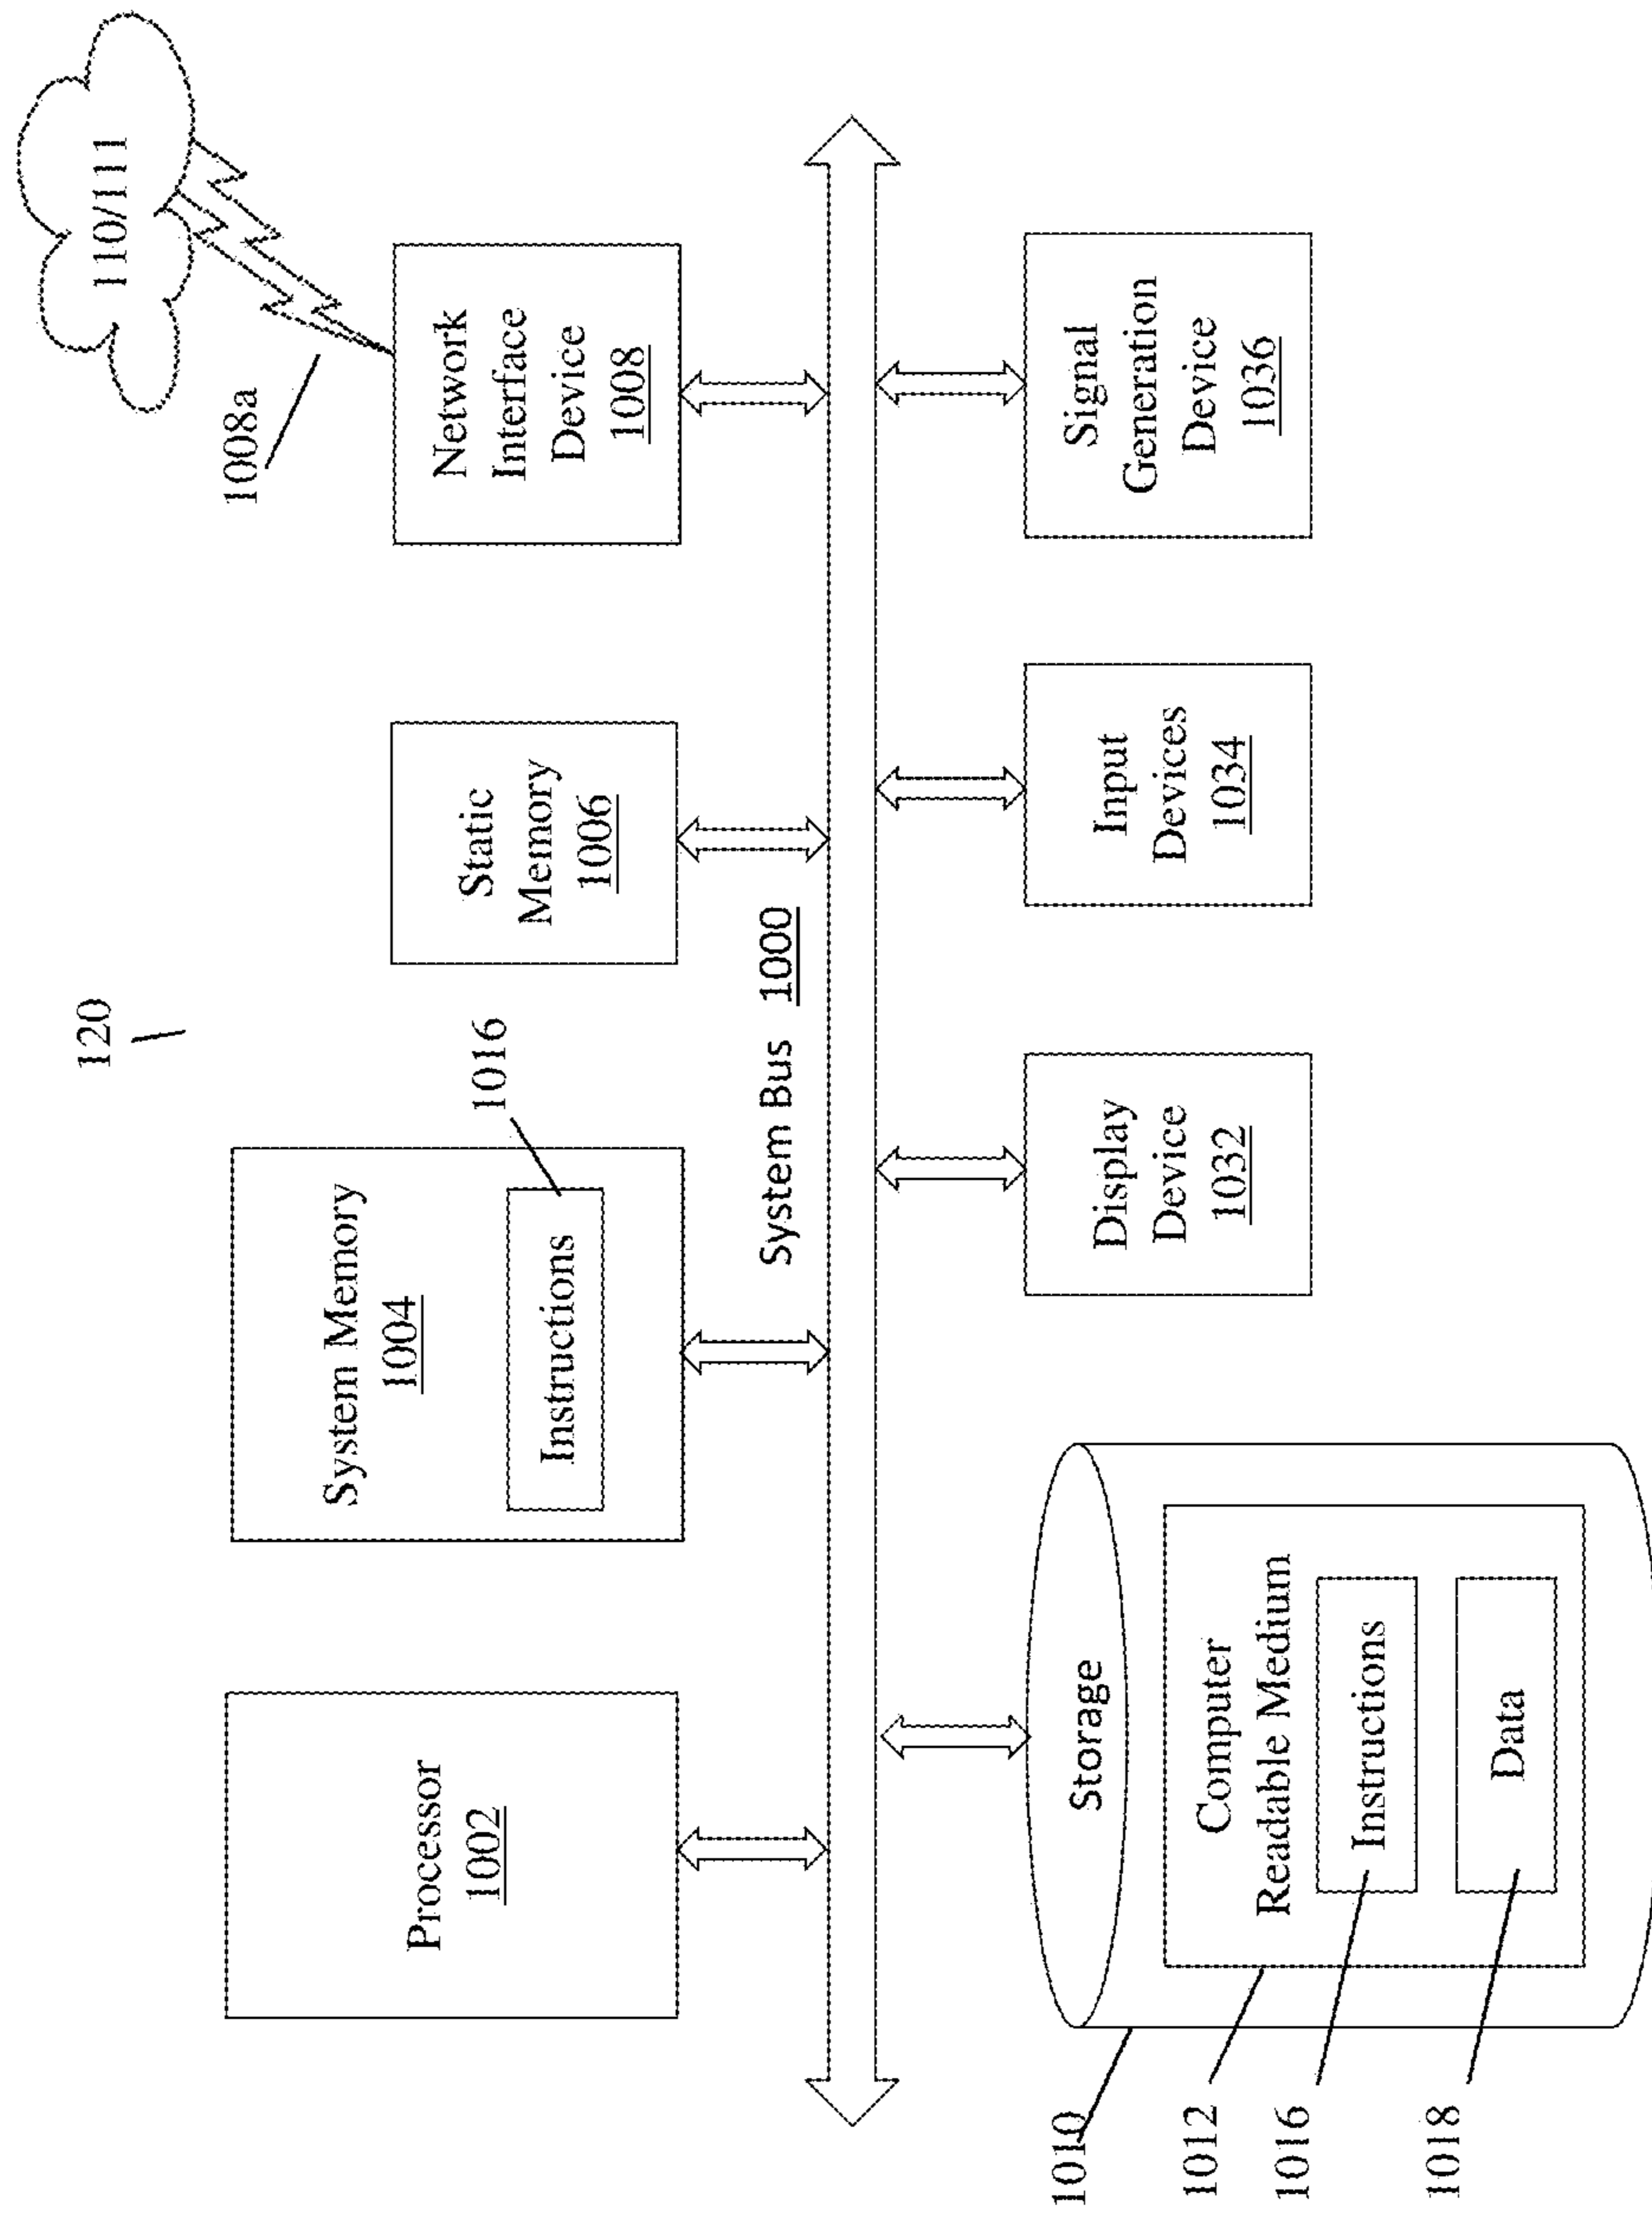 120
110/111
1008a
Processor
1002
System Memory
1004
Instructions
1016
Static
Memory
1006
Network
Interface
Device
1008
System Bus 1000
Storage
Computer
Readable Medium
Instructions
Data
1010
1012
1016
1018
Display
Device
1032
Input
Devices
1034
Signal
Generation
Device
1036